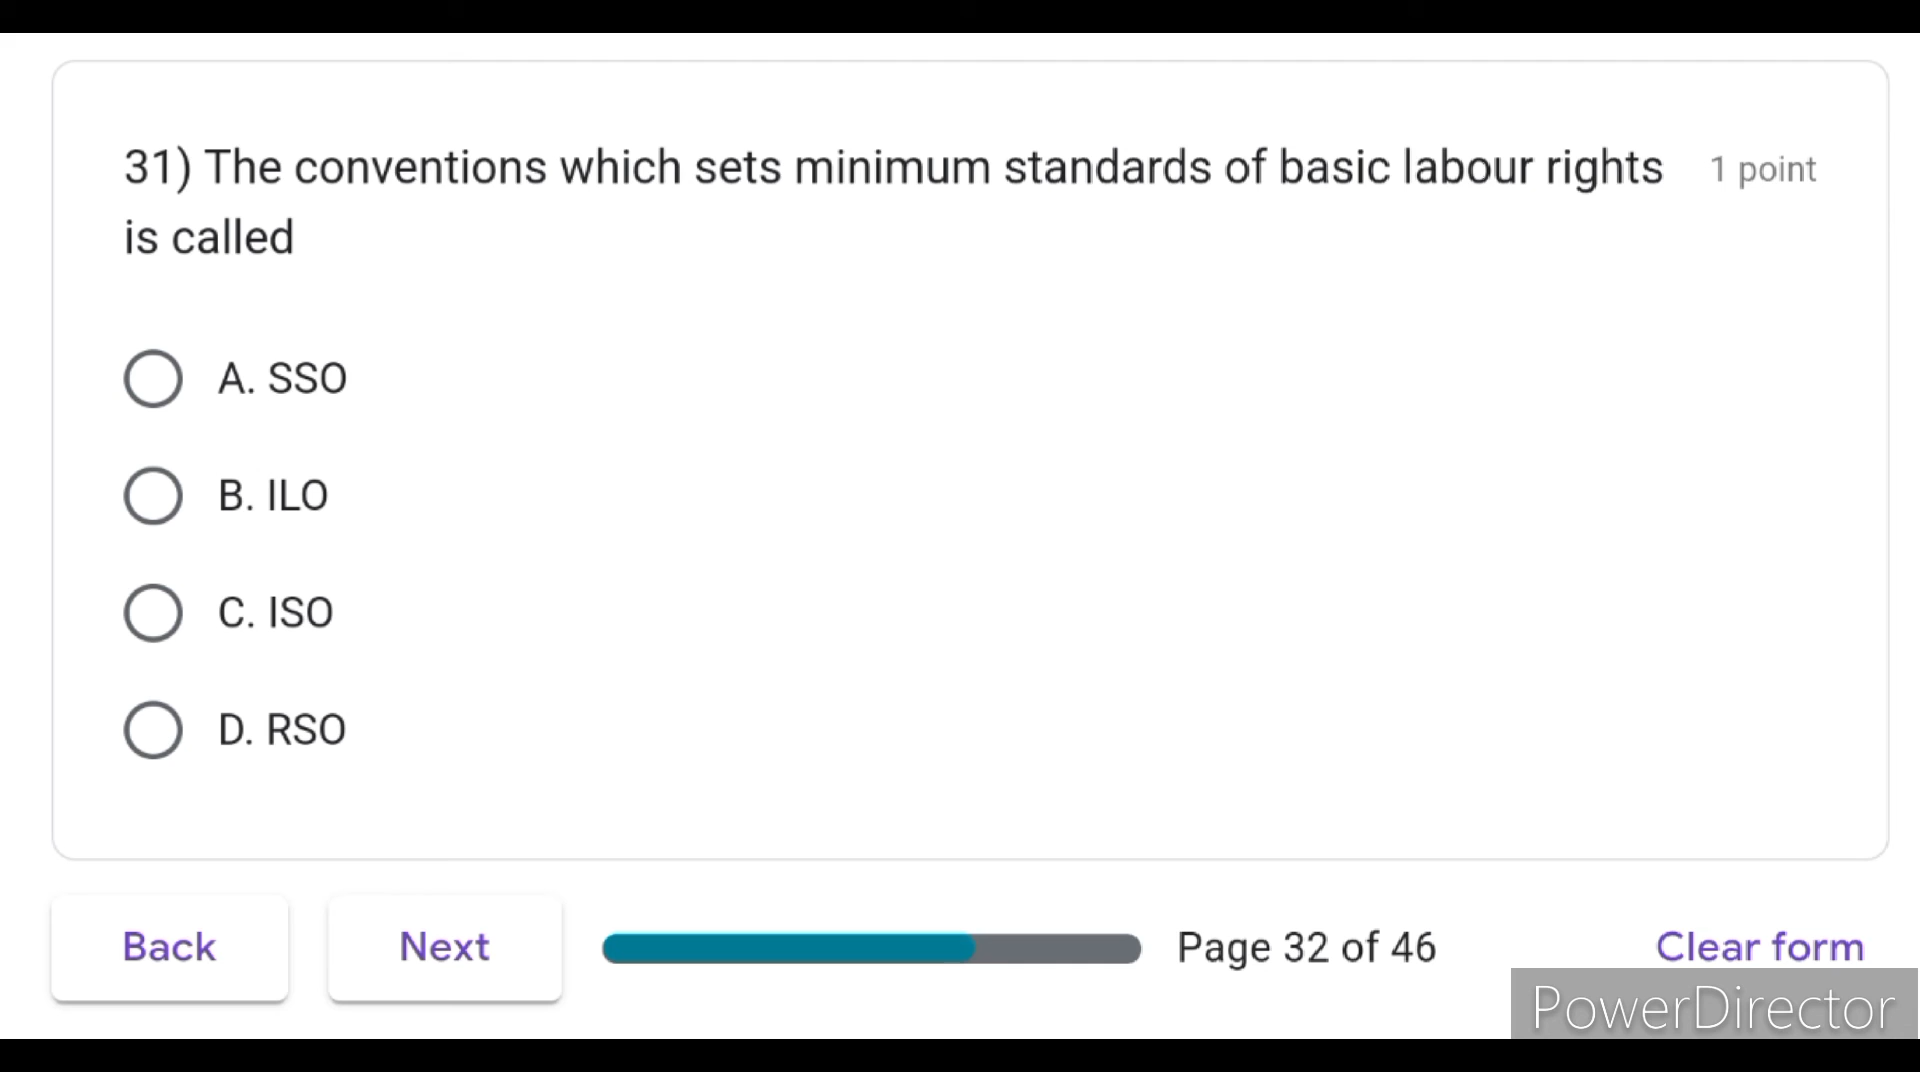 31) The conventions which sets minimum standards of basic labour rights 1 point
is called
A. SSO
B. ILO
C. ISO
D. RSO
Back Next Page 32 of 46 Clear form
PowerDirector